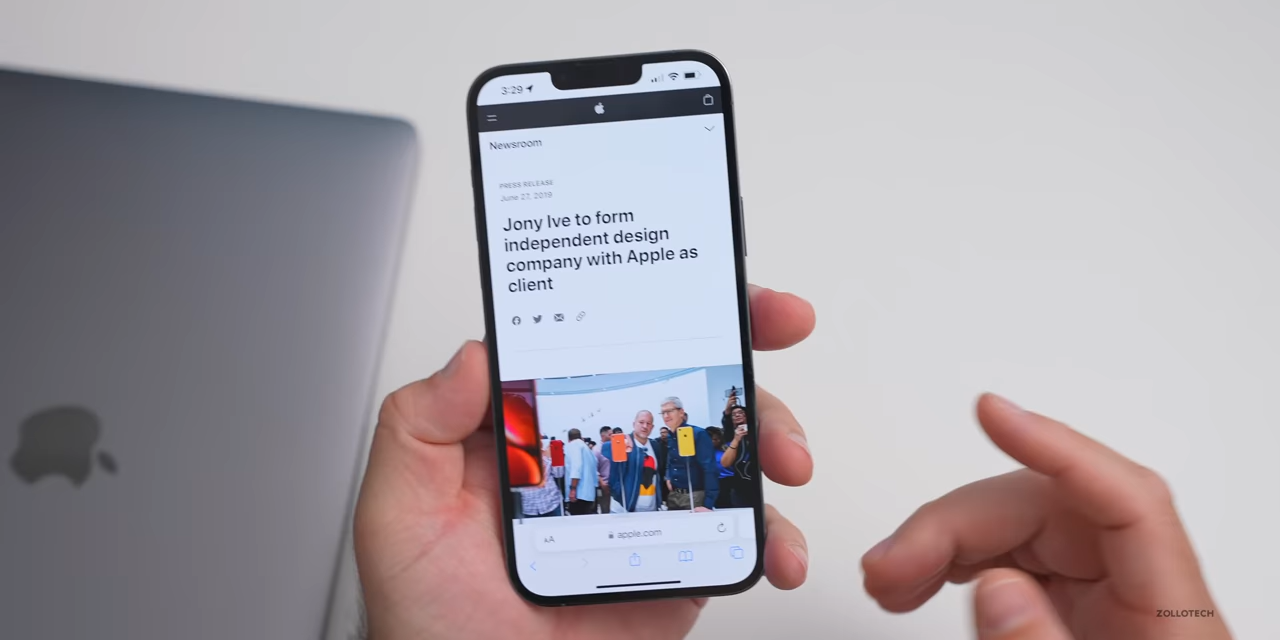 3:29
Newsroom
PRESS RELEASE
June 27, 2019
Jony Ive to form
independent design
company with Apple as
client
AA
apple.com
ZOLLOTECH